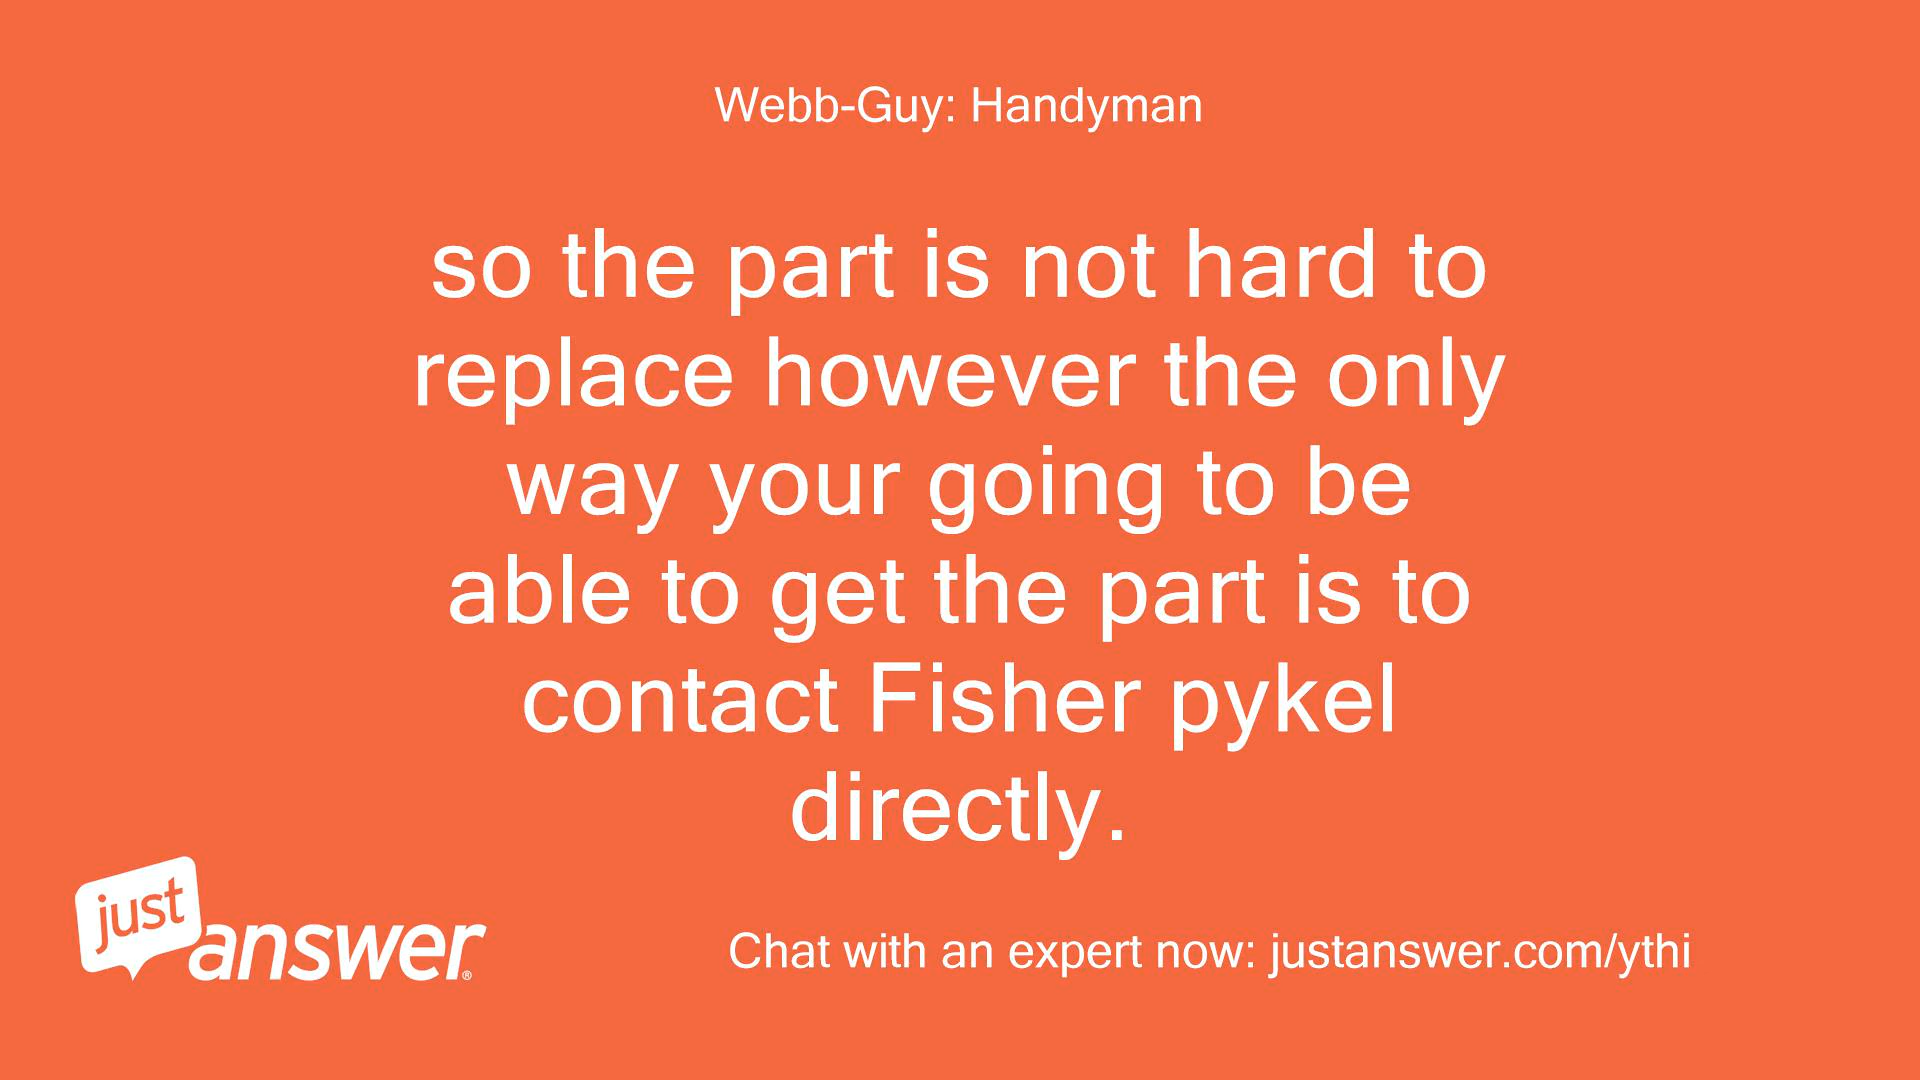 Webb-Guy: Handyman
so the part is not hard to
replace however the only
way your going to be
able to get the part is to
contact Fisher pykel
directly.
just
answer®
Chat with an expert now: justanswer.com/ythi